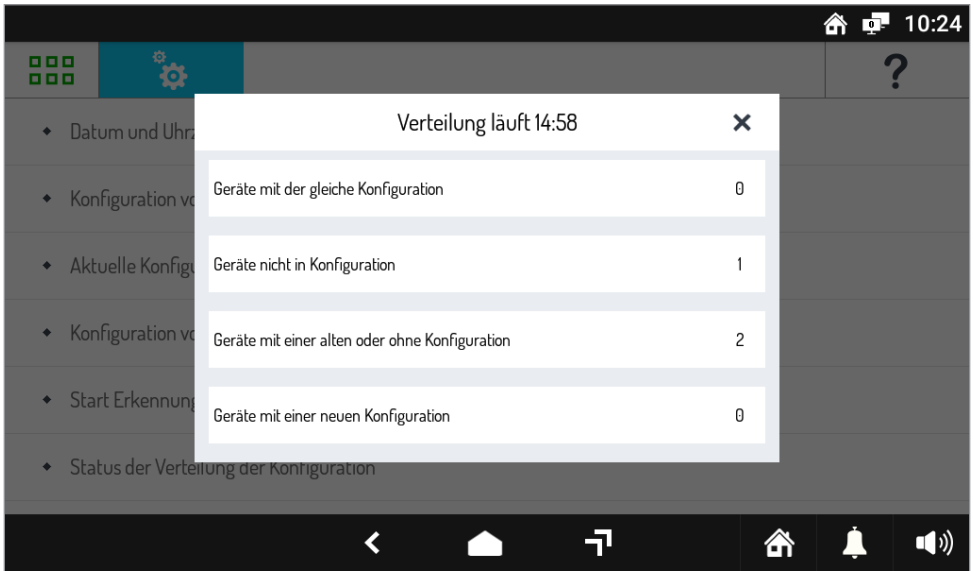 0
10:24
?
Verteilung läuft 14:58
Datum und Uhrz
Geräte mit der gleiche Konfiguration 0
Konfiguration vo
Geräte nicht in Konfiguration 1
Aktuelle Konfigu
Geräte mit einer alten oder ohne Konfiguration 2
Konfiguration vo
Start Erkennung
Geräte mit einer neuen Konfiguration 0
Status der Verteilung der Konfiguration